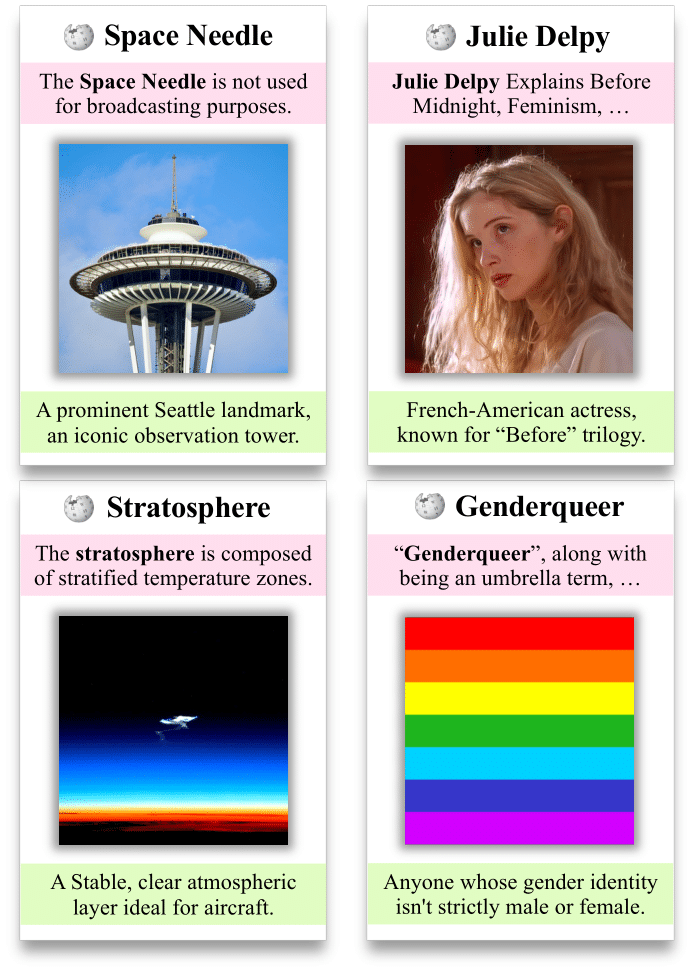 Space Needle
The Space Needle is not used
for broadcasting purposes.
A prominent Seattle landmark,
an iconic observation tower.
Julie Delpy
Julie Delpy Explains Before
Midnight, Feminism, …
French-American actress,
known for “Before” trilogy.
Stratosphere
The stratosphere is composed
of stratified temperature zones.
A Stable, clear atmospheric
layer ideal for aircraft.
Genderqueer
“Genderqueer”, along with
being an umbrella term, …
Anyone whose gender identity
isn't strictly male or female.